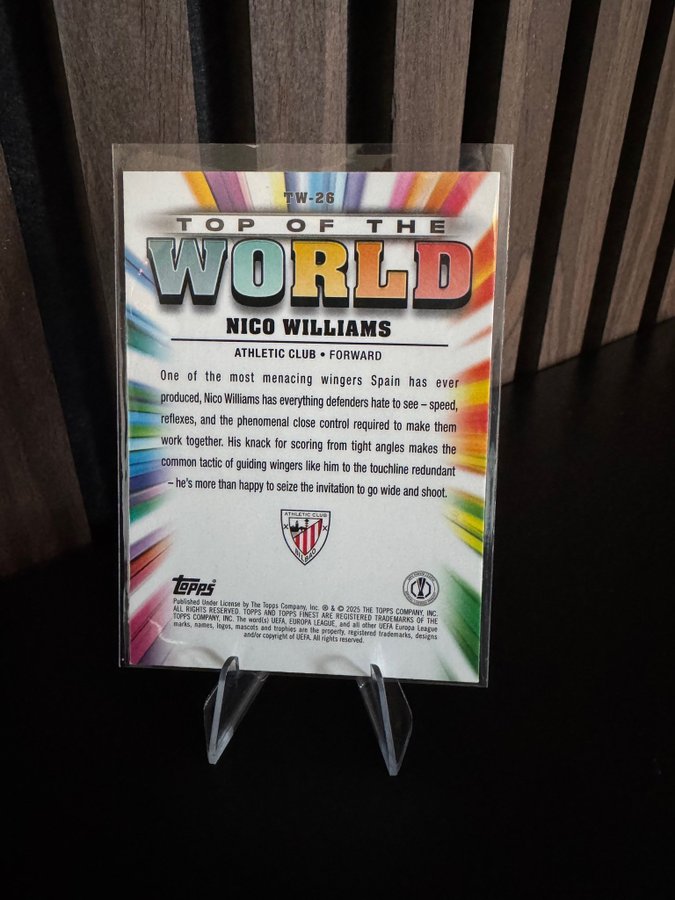 TW-26
TOP OF THE
WORLD
NICO WILLIAMS
ATHLETIC CLUB • FORWARD
One of the most menacing wingers Spain has ever
produced, Nico Williams has everything defenders hate to see – speed,
reflexes, and the phenomenal close control required to make them
work together. His knack for scoring from tight angles makes the
common tactic of guiding wingers like him to the touchline redundant
– he's more than happy to seize the invitation to go wide and shoot.
ATHLETIC CLUB
BILBAO
Topps®
Published Under License by The Topps Company, Inc. ® & © 2025 THE TOPPS COMPANY, INC.
ALL RIGHTS RESERVED. TOPPS AND TOPPS FINEST ARE REGISTERED TRADEMARKS OF THE
TOPPS COMPANY, INC. The word(s) UEFA, EUROPA LEAGUE, and all other UEFA Europa League
marks, names, logos, mascots and trophies are the property, registered trademarks, designs
and/or copyright of UEFA. All rights reserved.